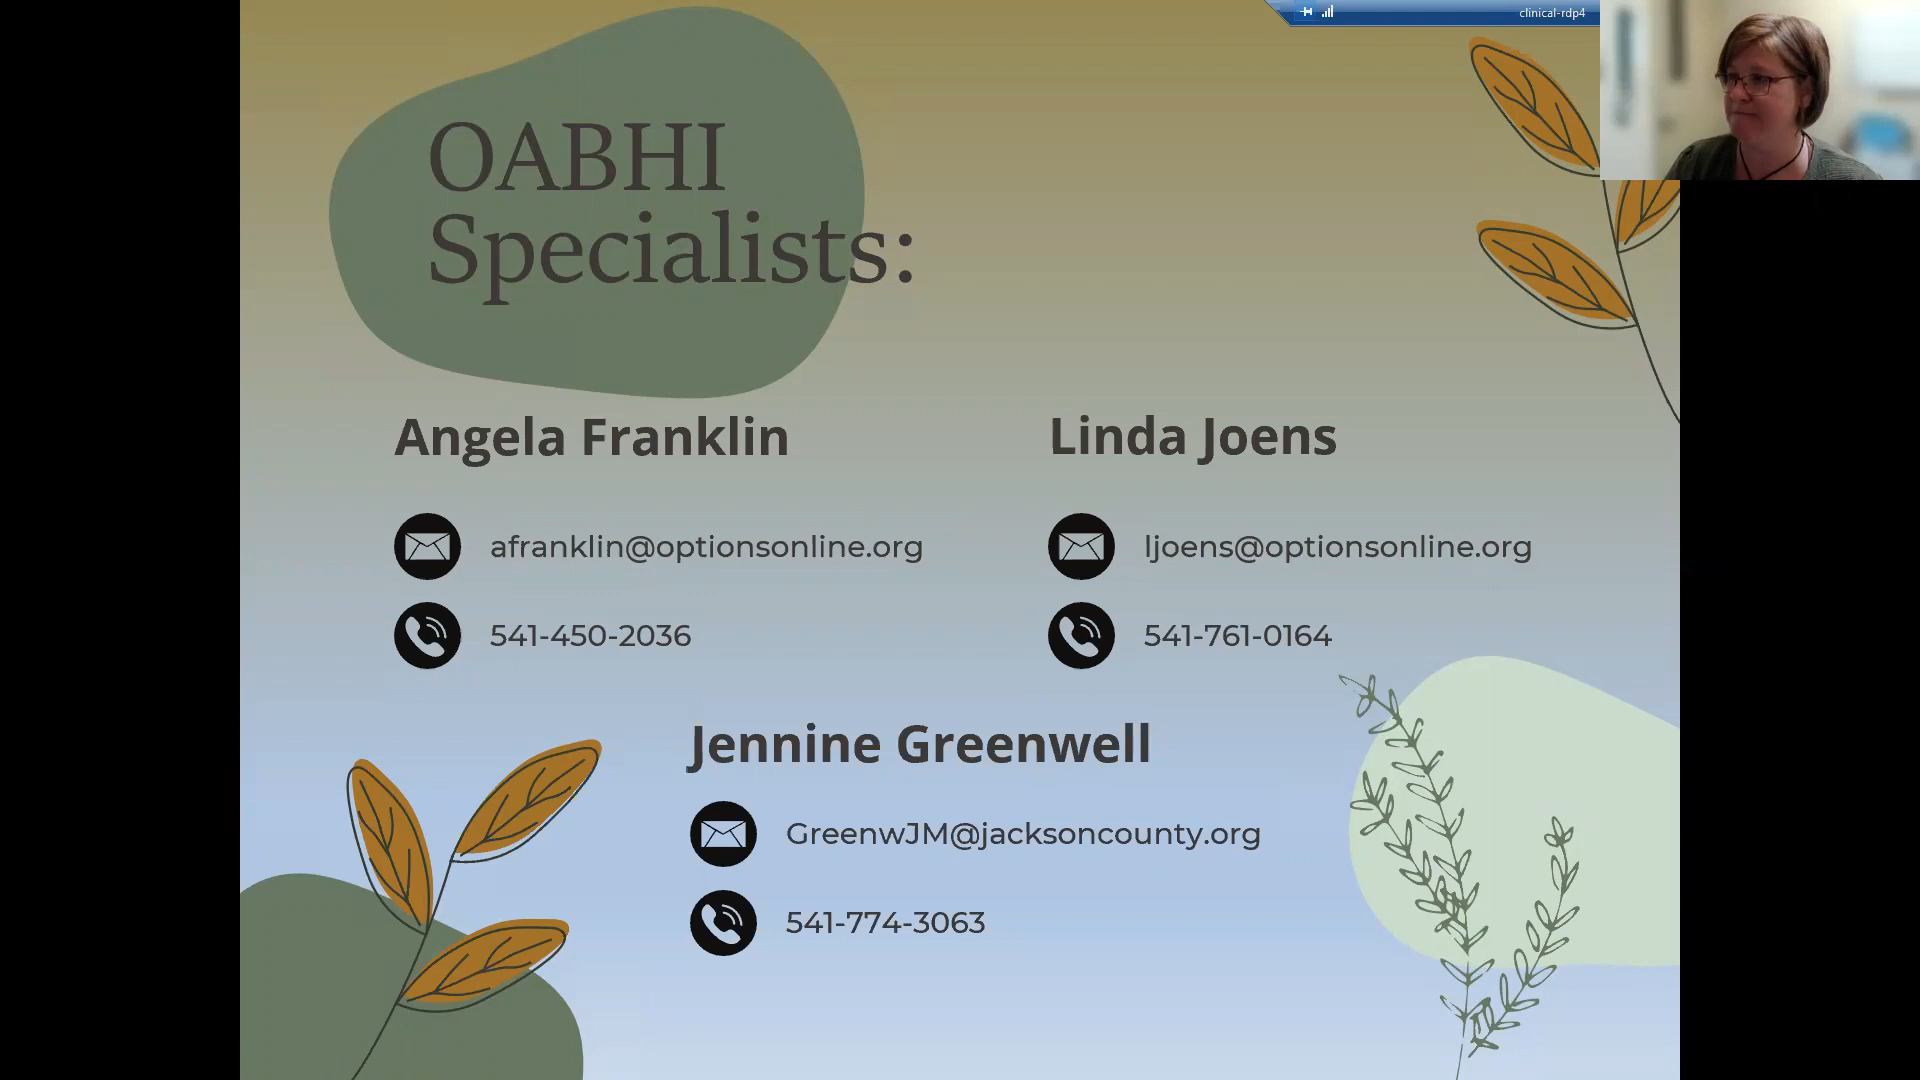 clinical-rdp4
OABHI
Specialists:
Angela Franklin
afranklin@optionsonline.org
541-450-2036
Linda Joens
ljoens@optionsonline.org
541-761-0164
Jennine Greenwell
GreenwJM@jacksoncounty.org
541-774-3063